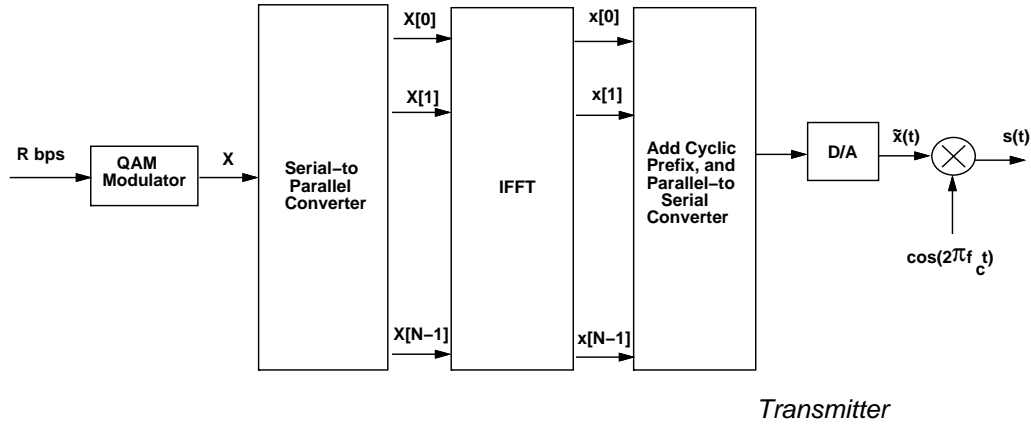 R bps
QAM
Modulator
X
Serial−to
Parallel
Converter
X[0]
X[1]
X[N−1]
IFFT
x[0]
x[1]
x[N−1]
Add Cyclic
Prefix, and
Parallel−to
Serial
Converter
D/A
x̃(t)
s(t)
cos(2πf_c t)
Transmitter